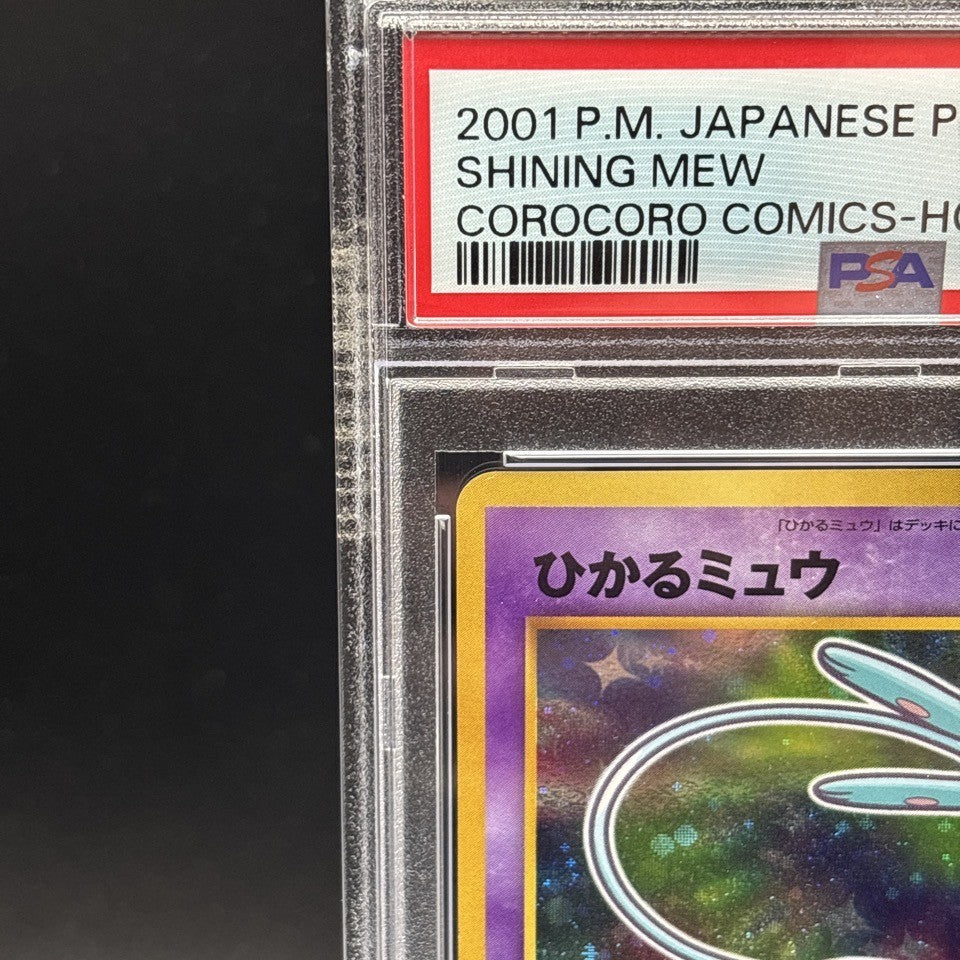 2001 P.M. JAPANESE P
SHINING MEW
COROCORO COMICS-HO
PSA
「ひかるミュウ」はデッキに
ひかるミュウ